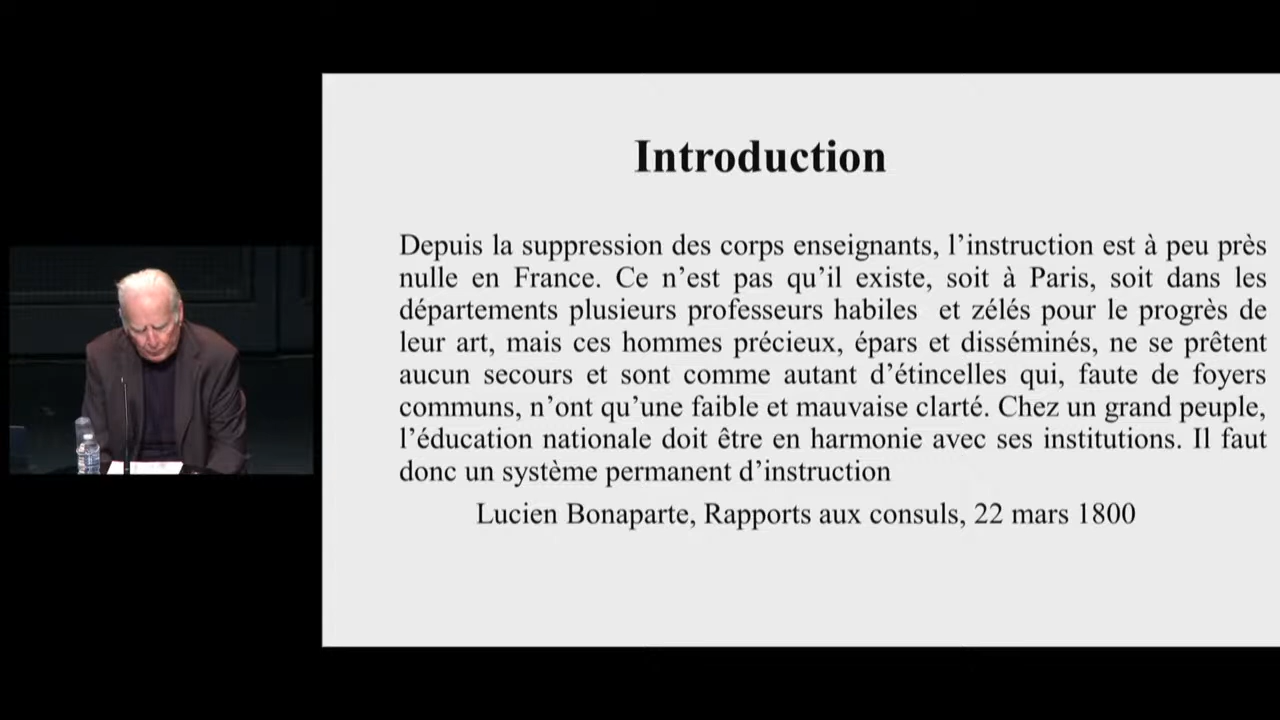 Introduction
Depuis la suppression des corps enseignants, l’instruction est à peu près
nulle en France. Ce n’est pas qu’il existe, soit à Paris, soit dans les
départements plusieurs professeurs habiles  et zélés pour le progrès de
leur art, mais ces hommes précieux, épars et disséminés, ne se prêtent
aucun secours et sont comme autant d’étincelles qui, faute de foyers
communs, n’ont qu’une faible et mauvaise clarté. Chez un grand peuple,
l’éducation nationale doit être en harmonie avec ses institutions. Il faut
donc un système permanent d’instruction
Lucien Bonaparte, Rapports aux consuls, 22 mars 1800